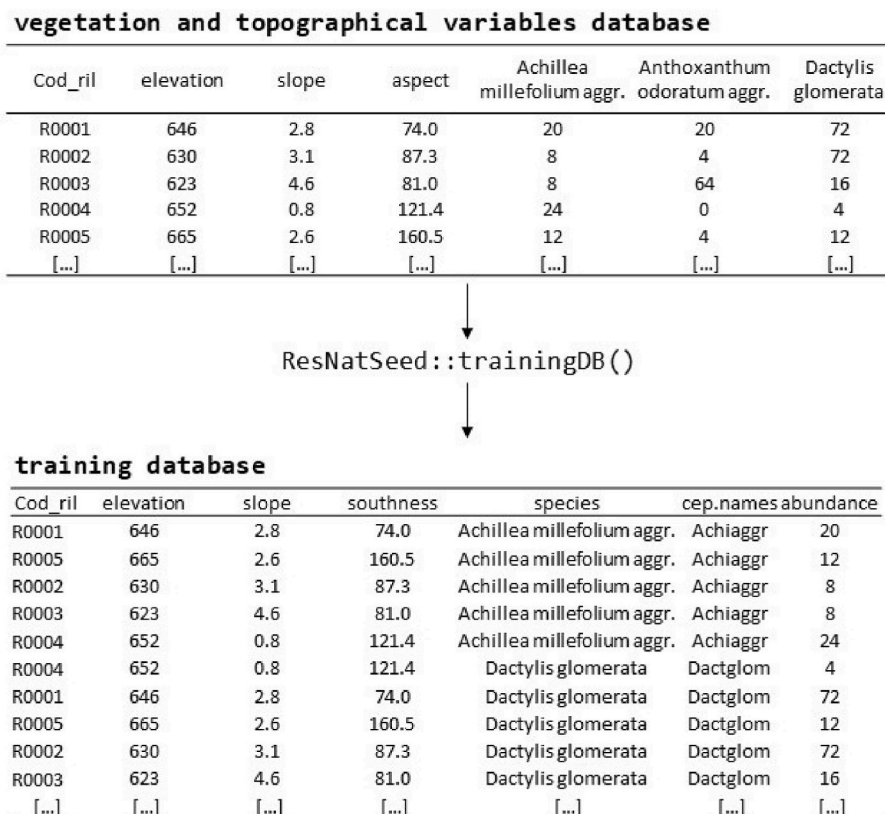 vegetation and topographical variables database
Cod_ril elevation slope aspect Achillea millefolium aggr. Anthoxanthum odoratum aggr. Dactylis glomerata
R0001 646 2.8 74.0 20 20 72
R0002 630 3.1 87.3 8 4 72
R0003 623 4.6 81.0 8 64 16
R0004 652 0.8 121.4 24 0 4
R0005 665 2.6 160.5 12 4 12
[...] [...] [...] [...] [...] [...] [...]
ResNatSeed::trainingDB()
training database
Cod_ril elevation slope southness species cep.names abundance
R0001 646 2.8 74.0 Achillea millefolium aggr. Achiaggr 20
R0005 665 2.6 160.5 Achillea millefolium aggr. Achiaggr 12
R0002 630 3.1 87.3 Achillea millefolium aggr. Achiaggr 8
R0003 623 4.6 81.0 Achillea millefolium aggr. Achiaggr 8
R0004 652 0.8 121.4 Achillea millefolium aggr. Achiaggr 24
R0004 652 0.8 121.4 Dactylis glomerata Dactglom 4
R0001 646 2.8 74.0 Dactylis glomerata Dactglom 72
R0005 665 2.6 160.5 Dactylis glomerata Dactglom 12
R0002 630 3.1 87.3 Dactylis glomerata Dactglom 72
R0003 623 4.6 81.0 Dactylis glomerata Dactglom 16
[...] [...] [...] [...] [...] [...] [...]